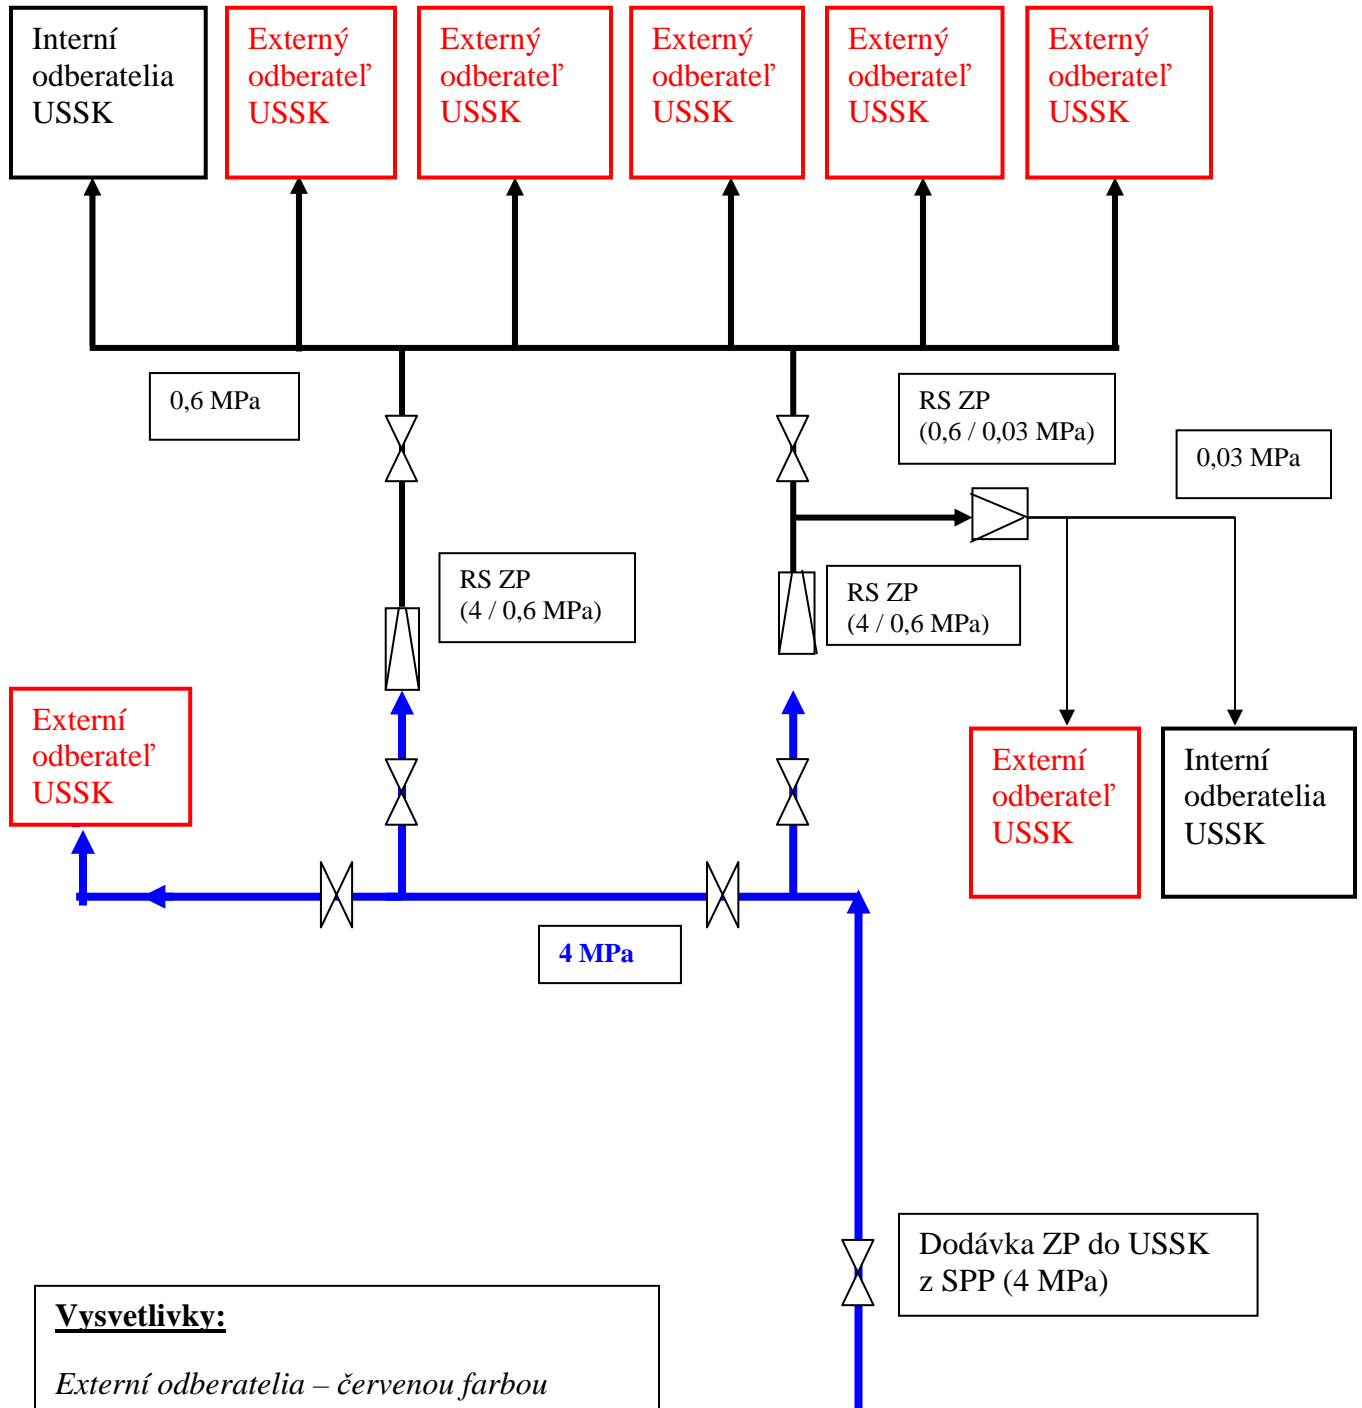 Interní
odberatelia
USSK
Externý
odberateľ
USSK
Externý
odberateľ
USSK
Externý
odberateľ
USSK
Externý
odberateľ
USSK
Externý
odberateľ
USSK
0,6 MPa
RS ZP
(0,6 / 0,03 MPa)
0,03 MPa
RS ZP
(4 / 0,6 MPa)
RS ZP
(4 / 0,6 MPa)
Externí
odberateľ
USSK
Externí
odberateľ
USSK
Interní
odberatelia
USSK
4 MPa
Dodávka ZP do USSK
z SPP (4 MPa)
Vysvetlivky:
Externí odberatelia – červenou farbou